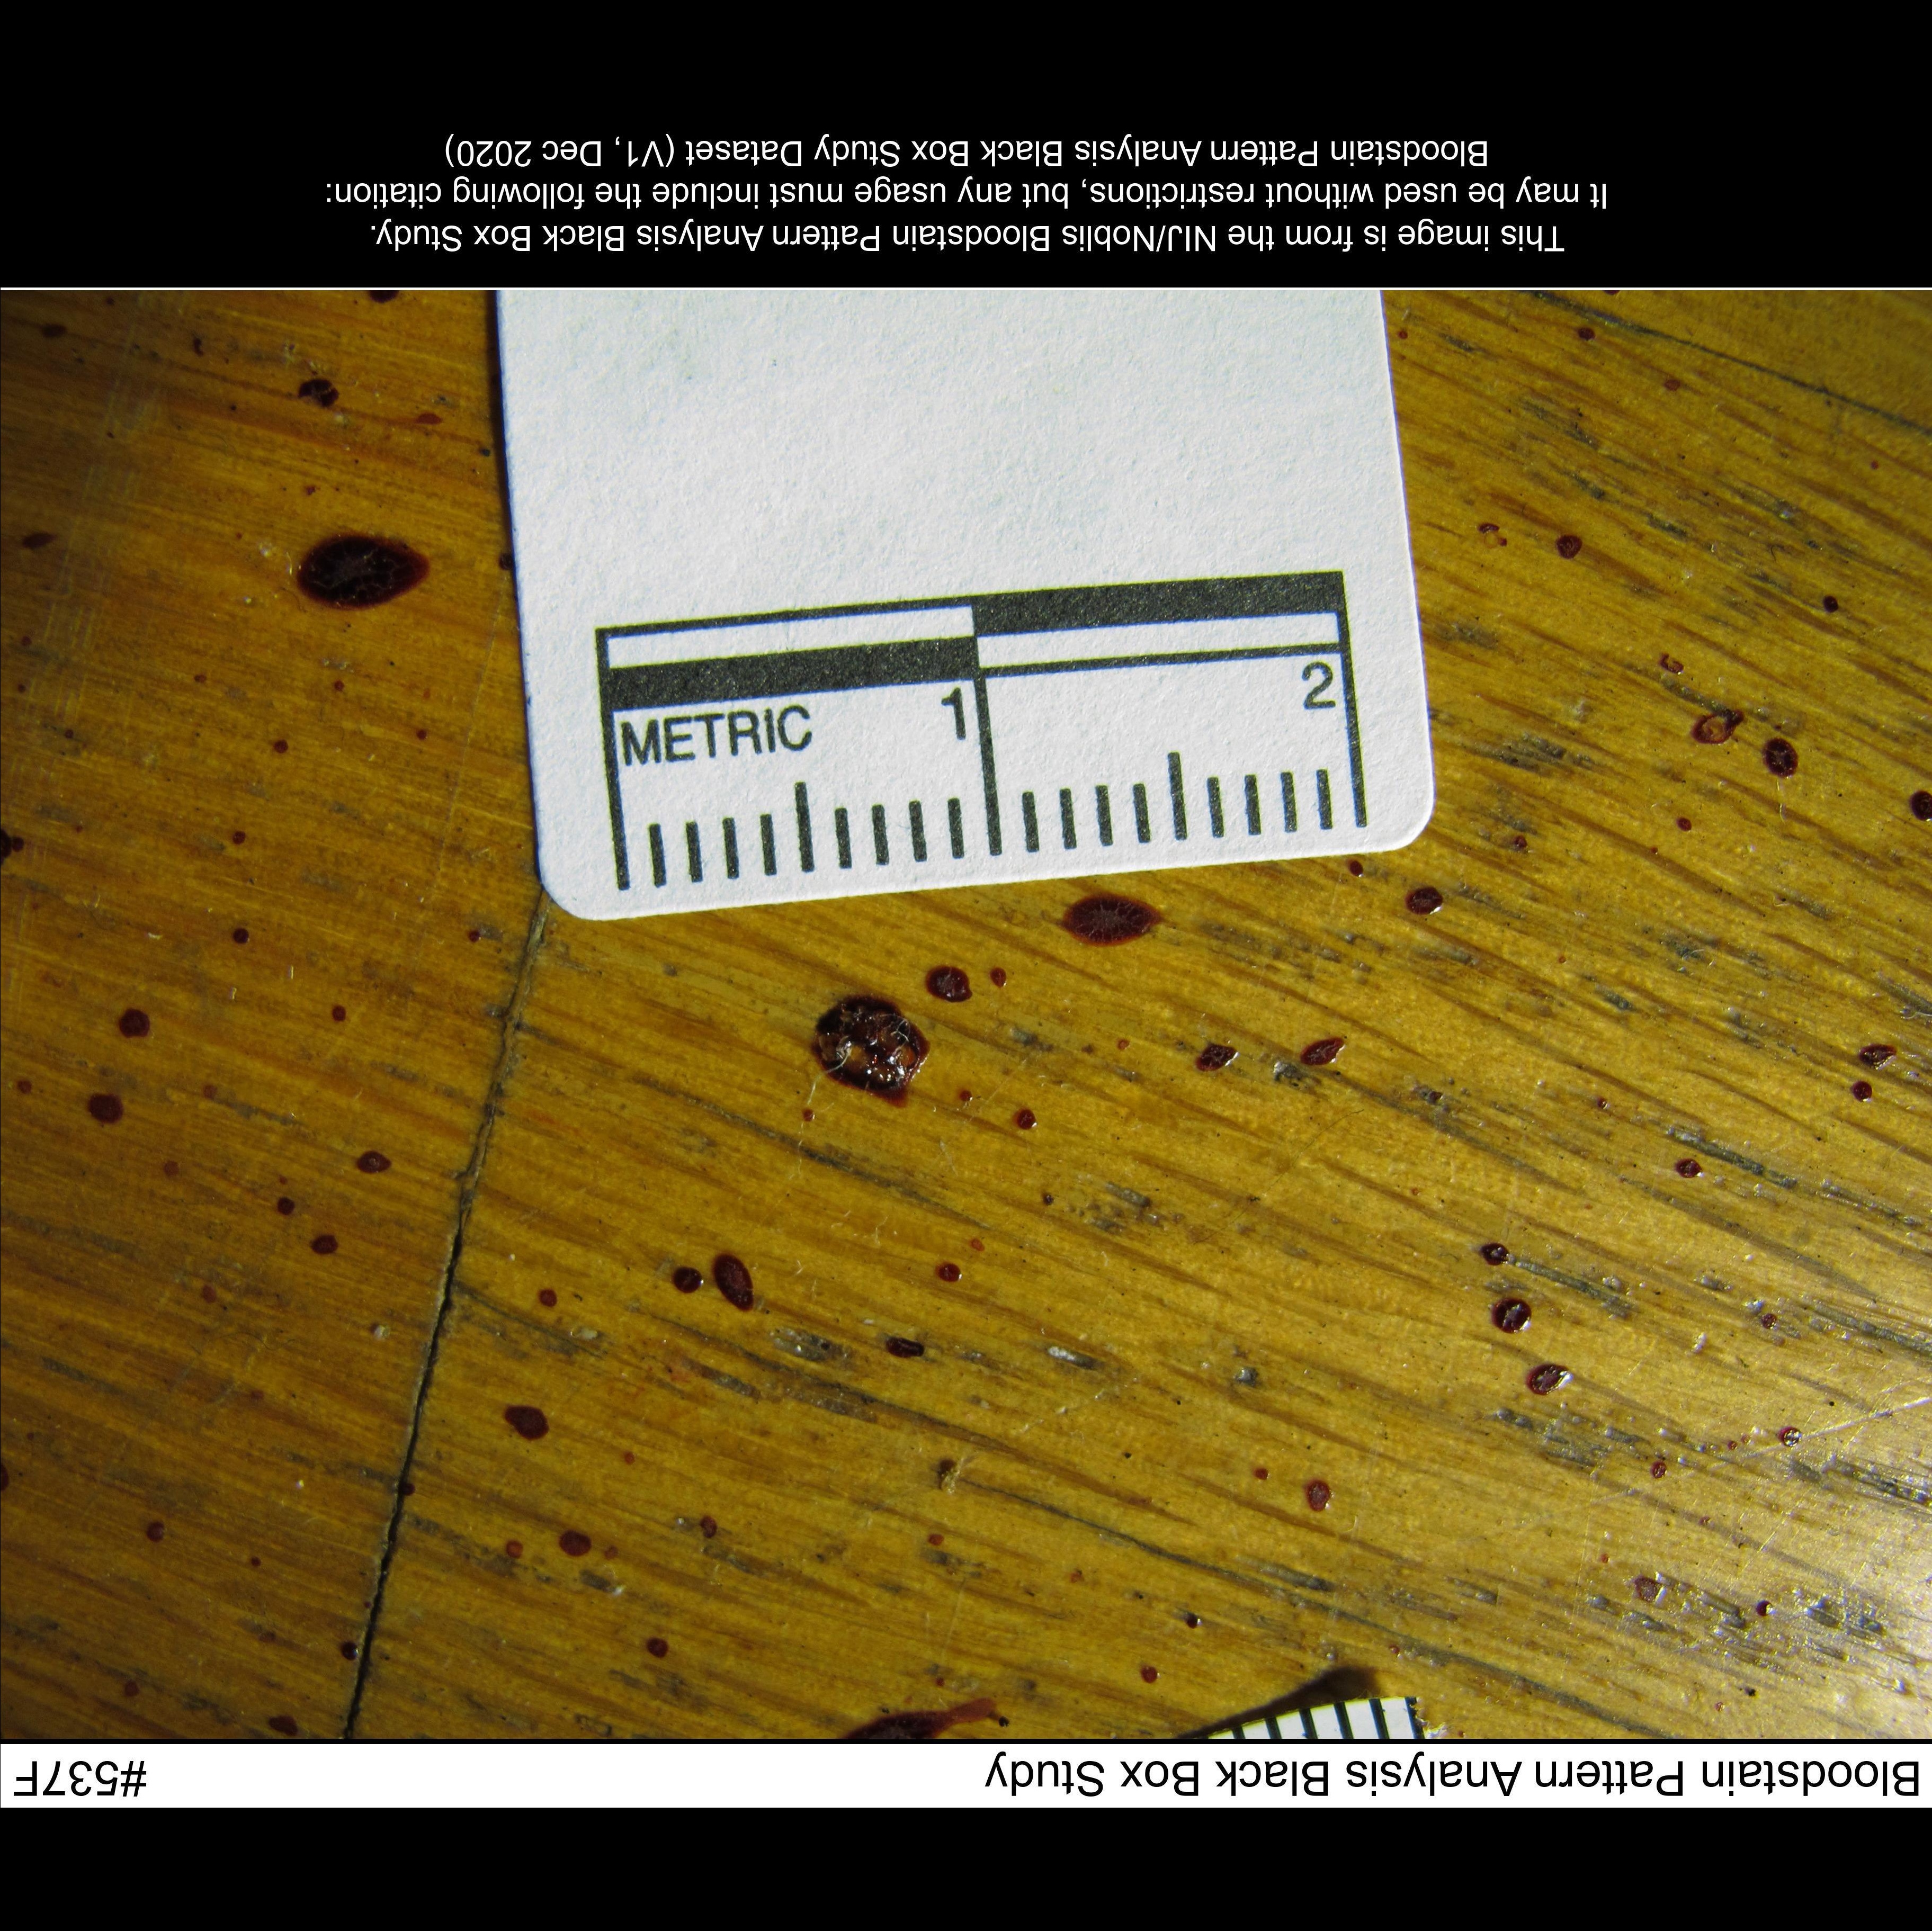 Bloodstain Pattern Analysis Black Box Study
#537F
METRIC
1
2
This image is from the NIJ/Noblis Bloodstain Pattern Analysis Black Box Study.
It may be used without restrictions, but any usage must include the following citation:
Bloodstain Pattern Analysis Black Box Study Dataset (V1, Dec 2020)